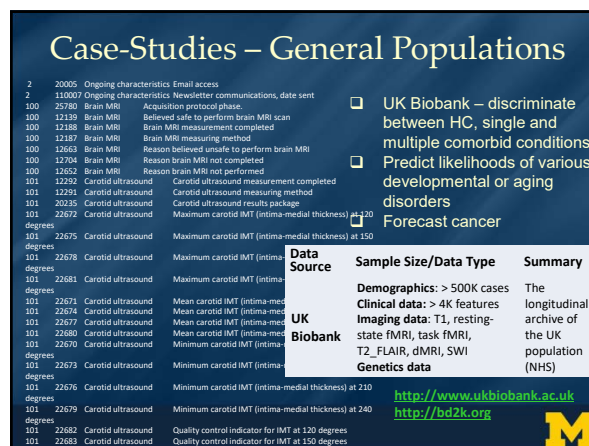 Case-Studies – General Populations
2 20005 Ongoing characteristics Email access
2 110007 Ongoing characteristics Newsletter communications, date sent
100 25780 Brain MRI Acquisition protocol phase.
100 12139 Brain MRI Believed safe to perform brain MRI scan
100 12188 Brain MRI Brain MRI measurement completed
100 12187 Brain MRI Brain MRI measuring method
100 12663 Brain MRI Reason believed unsafe to perform brain MRI
100 12704 Brain MRI Reason brain MRI not completed
100 12652 Brain MRI Reason brain MRI not performed
101 12292 Carotid ultrasound Carotid ultrasound measurement completed
101 12291 Carotid ultrasound Carotid ultrasound measuring method
101 20235 Carotid ultrasound Carotid ultrasound results package
101 22672 Carotid ultrasound Maximum carotid IMT (intima-medial thickness) at 120
degrees
101 22675 Carotid ultrasound Maximum carotid IMT (intima-medial thickness) at 150
degrees
101 22678 Carotid ultrasound Maximum carotid IMT (intima-
degrees
101 22681 Carotid ultrasound Maximum carotid IMT (intima-
degrees
101 22671 Carotid ultrasound Mean carotid IMT (intima-med
101 22674 Carotid ultrasound Mean carotid IMT (intima-med
101 22677 Carotid ultrasound Mean carotid IMT (intima-med
101 22680 Carotid ultrasound Mean carotid IMT (intima-med
101 22670 Carotid ultrasound Minimum carotid IMT (intima-
degrees
101 22673 Carotid ultrasound Minimum carotid IMT (intima-
degrees
101 22676 Carotid ultrasound Minimum carotid IMT (intima-medial thickness) at 210
degrees
101 22679 Carotid ultrasound Minimum carotid IMT (intima-medial thickness) at 240
degrees
101 22682 Carotid ultrasound Quality control indicator for IMT at 120 degrees
101 22683 Carotid ultrasound Quality control indicator for IMT at 150 degrees
UK Biobank – discriminate
between HC, single and
multiple comorbid conditions
Predict likelihoods of various
developmental or aging
disorders
Forecast cancer
Data
Source
Sample Size/Data Type
Summary
UK
Biobank
Demographics: > 500K cases
Clinical data: > 4K features
Imaging data: T1, resting-
state fMRI, task fMRI,
T2_FLAIR, dMRI, SWI
Genetics data
The
longitudinal
archive of
the UK
population
(NHS)
http://www.ukbiobank.ac.uk
http://bd2k.org
M